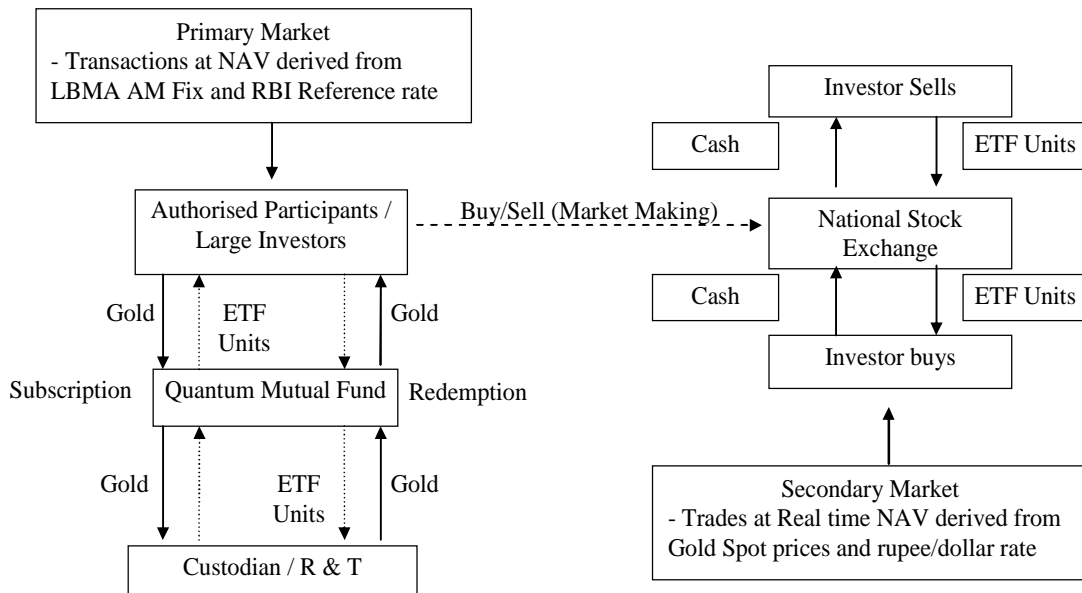 Primary Market
- Transactions at NAV derived from
LBMA AM Fix and RBI Reference rate
Authorised Participants /
Large Investors
Buy/Sell (Market Making)
Gold
ETF
Units
Gold
Subscription
Quantum Mutual Fund
Redemption
Gold
ETF
Units
Gold
Custodian / R & T
Investor Sells
Cash
ETF Units
National Stock
Exchange
Cash
ETF Units
Investor buys
Secondary Market
- Trades at Real time NAV derived from
Gold Spot prices and rupee/dollar rate